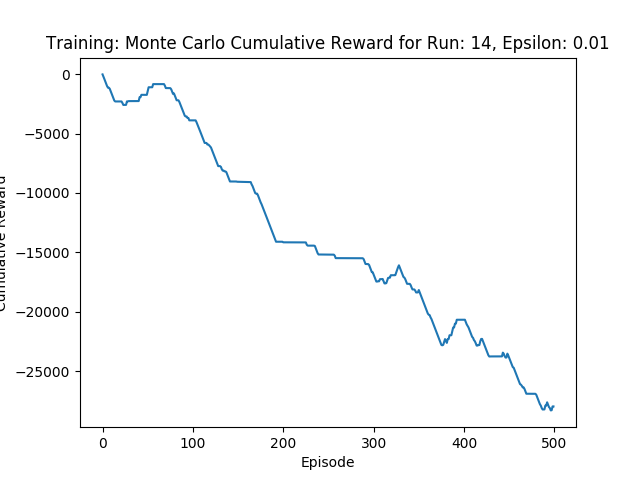 Training: Monte Carlo Cumulative Reward for Run: 14, Epsilon: 0.01
0
−5000
−10000
−15000
−20000
−25000
Cumulative Reward
0 100 200 300 400 500
Episode